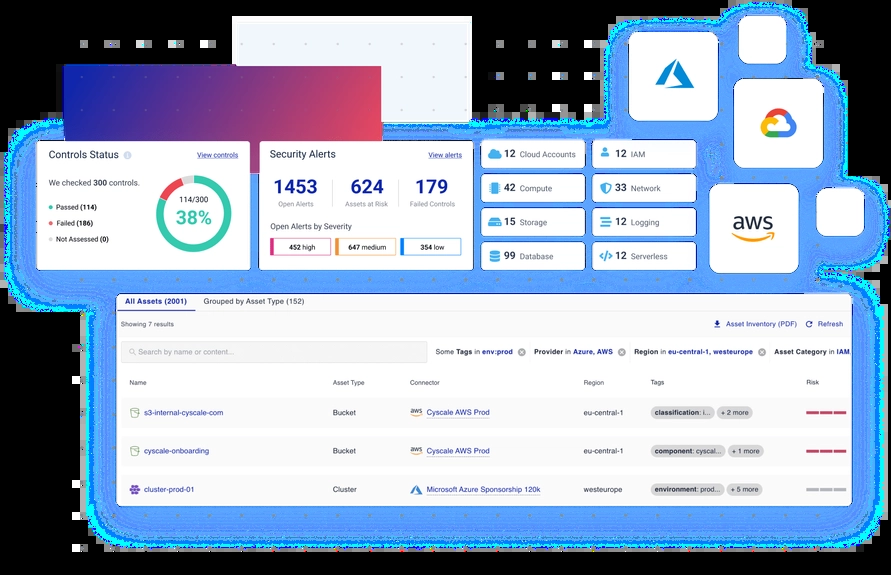 Controls Status
View controls
We checked 300 controls.
Passed (114)
Failed (186)
Not Assessed (0)
114/300
38%
Security Alerts
View alerts
1453
Open Alerts
624
Assets at Risk
179
Failed Controls
Open Alerts by Severity
452 high
647 medium
354 low
12 Cloud Accounts
12 IAM
42 Compute
33 Network
15 Storage
12 Logging
99 Database
12 Serverless
aws
All Assets (2001)
Grouped by Asset Type (152)
Showing 7 results
Asset Inventory (PDF)
Refresh
Search by name or content...
Some Tags in env:prod
Provider in Azure, AWS
Region in eu-central-1, westeurope
Asset Category in IAM
Name Asset Type Connector Region Tags Risk
s3-internal-cyscale-com Bucket aws Cyscale AWS Prod eu-central-1 classification: i... + 2 more
cyscale-onboarding Bucket aws Cyscale AWS Prod eu-central-1 component: cyscal... + 1 more
cluster-prod-01 Cluster Microsoft Azure Sponsorship 120k westeurope environment: prod... + 5 more